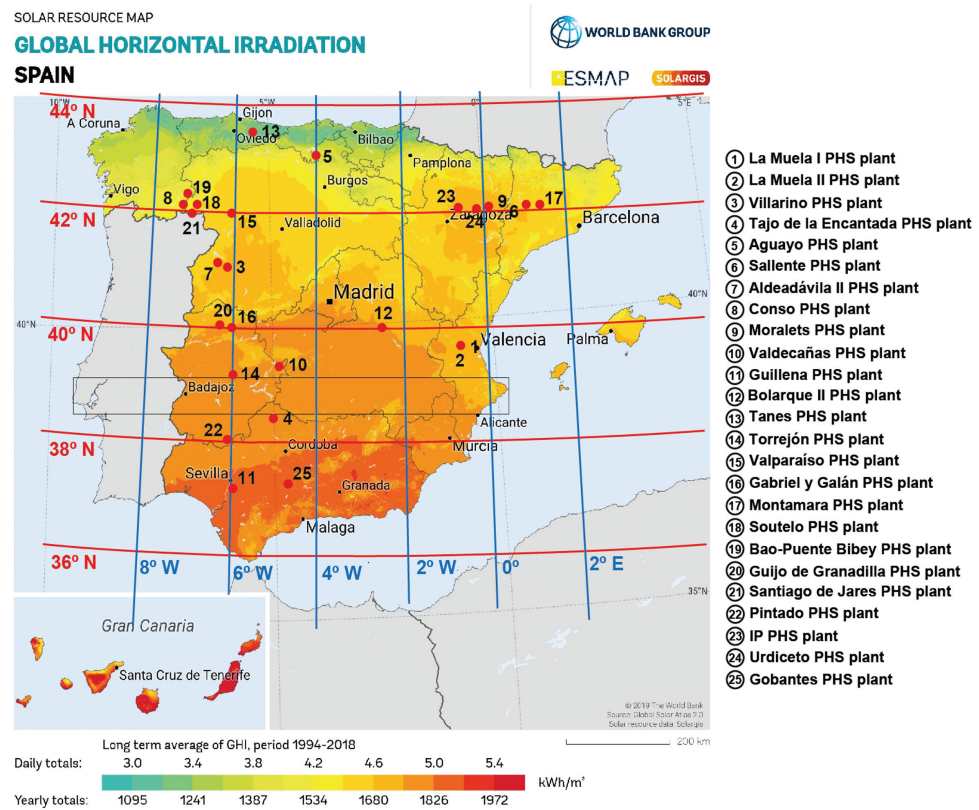 SOLAR RESOURCE MAP
GLOBAL HORIZONTAL IRRADIATION
SPAIN
WORLD BANK GROUP
ESMAP
SOLARGIS
10°W
5°W
0°
5°E
44º N
A Coruna
Gijon
Oviedo
13
Bilbao
5
Pamplona
Burgos
Vigo
8
19
18
23
9
17
6
42º N
21
15
Valladolid
Zaragoza
24
Barcelona
7
3
Madrid
40°N
20
16
12
40°N
40º N
1
Valencia
2
Palma
10
14
Badajoz
4
Alicante
22
Cordoba
38º N
Murcia
Sevilla
11
25
Granada
Malaga
36º N
8º W
6º W
4º W
2º W
0º
2º E
35°N
Gran Canaria
Santa Cruz de Tenerife
© 2019 The World Bank
Source: Global Solar Atlas 2.0
Solar resource data: Solargis
200 km
Long term average of GHI, period 1994-2018
Daily totals: 3.0 3.4 3.8 4.2 4.6 5.0 5.4
kWh/m²
Yearly totals: 1095 1241 1387 1534 1680 1826 1972
1 La Muela I PHS plant
2 La Muela II PHS plant
3 Villarino PHS plant
4 Tajo de la Encantada PHS plant
5 Aguayo PHS plant
6 Sallente PHS plant
7 Aldeadávila II PHS plant
8 Conso PHS plant
9 Moralets PHS plant
10 Valdecañas PHS plant
11 Guillena PHS plant
12 Bolarque II PHS plant
13 Tanes PHS plant
14 Torrejón PHS plant
15 Valparaíso PHS plant
16 Gabriel y Galán PHS plant
17 Montamara PHS plant
18 Soutelo PHS plant
19 Bao-Puente Bibey PHS plant
20 Guijo de Granadilla PHS plant
21 Santiago de Jares PHS plant
22 Pintado PHS plant
23 IP PHS plant
24 Urdiceto PHS plant
25 Gobantes PHS plant